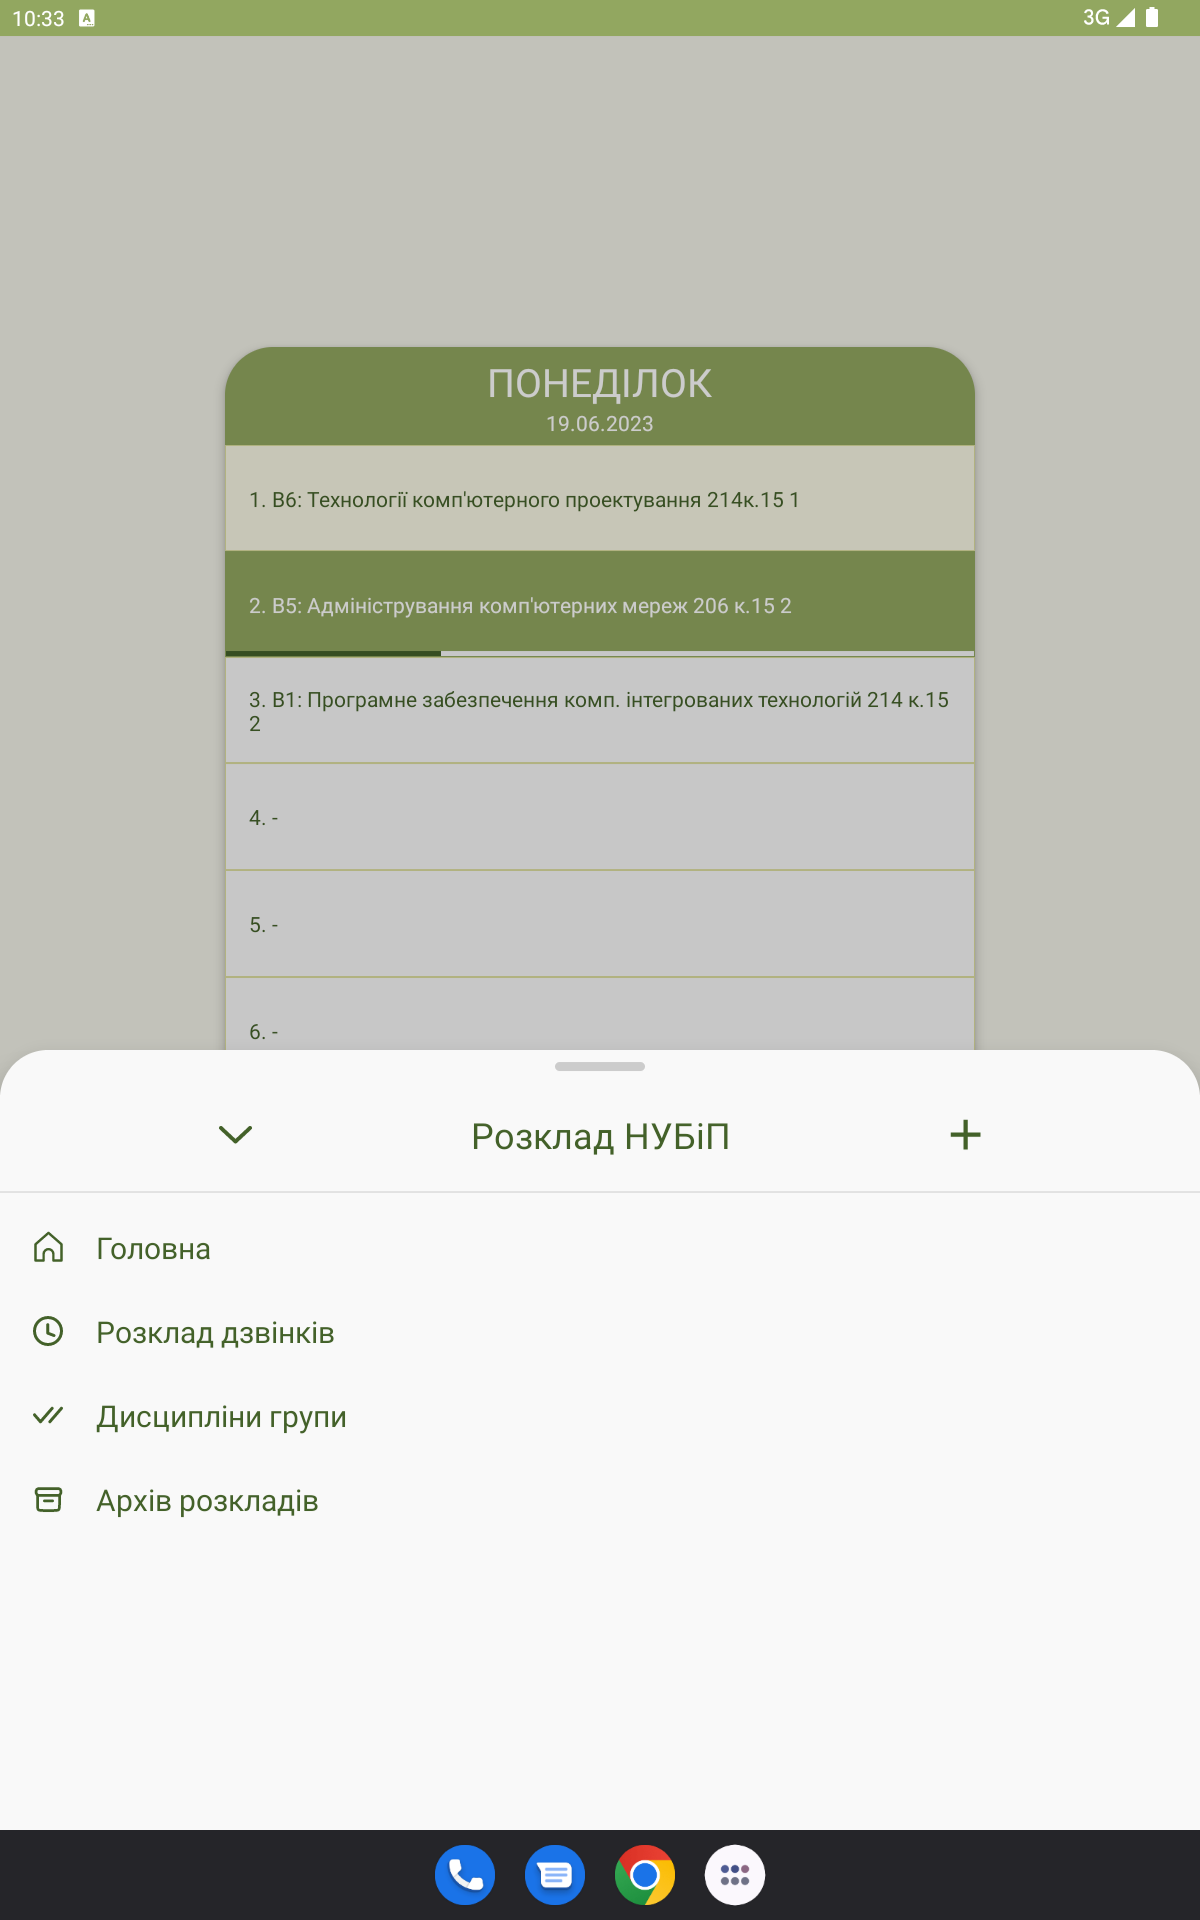 10:33
3G
ПОНЕДІЛОК
19.06.2023
1. В6: Технології комп'ютерного проектування 214к.15 1
2. В5: Адміністрування комп'ютерних мереж 206 к.15 2
3. В1: Програмне забезпечення комп. інтегрованих технологій 214 к.15
2
4. -
5. -
6. -
Розклад НУБіП
Головна
Розклад дзвінків
Дисципліни групи
Архів розкладів